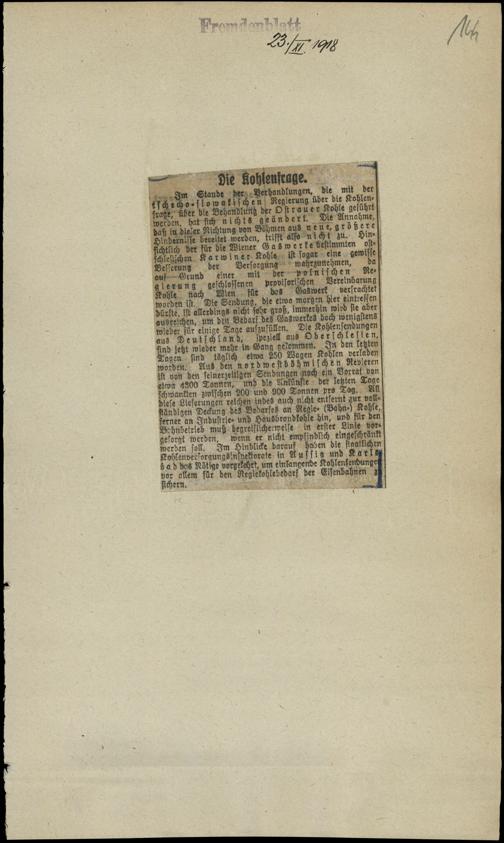 Fremdenblatt
23./XI. 1918
144
Die Kohlenfrage.
Im Stande der Verhandlungen, die mit der
tschecho-slowakischen Regierung über die Kohlen-
frage, über die Behandlung der Ostrauer Kohle geführt
werden, hat sich nichts geändert. Die Annahme,
daß in dieser Richtung von Böhmen aus neue, größere
Hindernisse bereitet werden, trifft also nicht zu. Hin-
sichtlich der für die Wiener Gaswerke bestimmten ost-
schlesischen Karwiner Kohle ist sogar eine gewisse
Besserung der Versorgung wahrzunehmen, da
auf Grund einer mit der polnischen Re-
gierung geschlossenen provisorischen Vereinbarung
Kohle nach Wien für das Gaswerk verfrachtet
worden ist. Die Sendung, die etwa morgen hier eintreffen
dürfte, ist allerdings nicht sehr groß, immerhin wird sie aber
ausreichen, um den Bedarf des Gaswerkes doch wenigstens
wieder für einige Tage aufzufüllen. Die Kohlensendungen
aus Deutschland, speziell aus Oberschlesien,
sind jetzt wieder mehr in Gang gekommen. In den letzten
Tagen sind täglich etwa 250 Wagen Kohlen verladen
worden. Aus den nordwestböhmischen Revieren
ist von den seinerzeitigen Sendungen noch ein Vorrat von
etwa 4500 Tonnen, und die Ankünfte der letzten Tage
schwankten zwischen 200 und 900 Tonnen pro Tag. All
diese Lieferungen reichen indes auch nicht entfernt zur voll-
ständigen Deckung des Bedarfes an Regie- (Bahn-) Kohle,
ferner an Industrie- und Hausbrandkohle hin, und für den
Bahnbetrieb muß begreiflicherweise in erster Linie vor-
gesorgt werden, wenn er nicht empfindlich eingeschränkt
werden soll. Im Hinblicke darauf haben die staatlichen
Kohlenversorgungsinspektorate in Aussig und Karls
bad das Nötige vorgekehrt, um einlangende Kohlensendungen
vor allem für den Regiekohlebedarf der Eisenbahnen z
sichern.